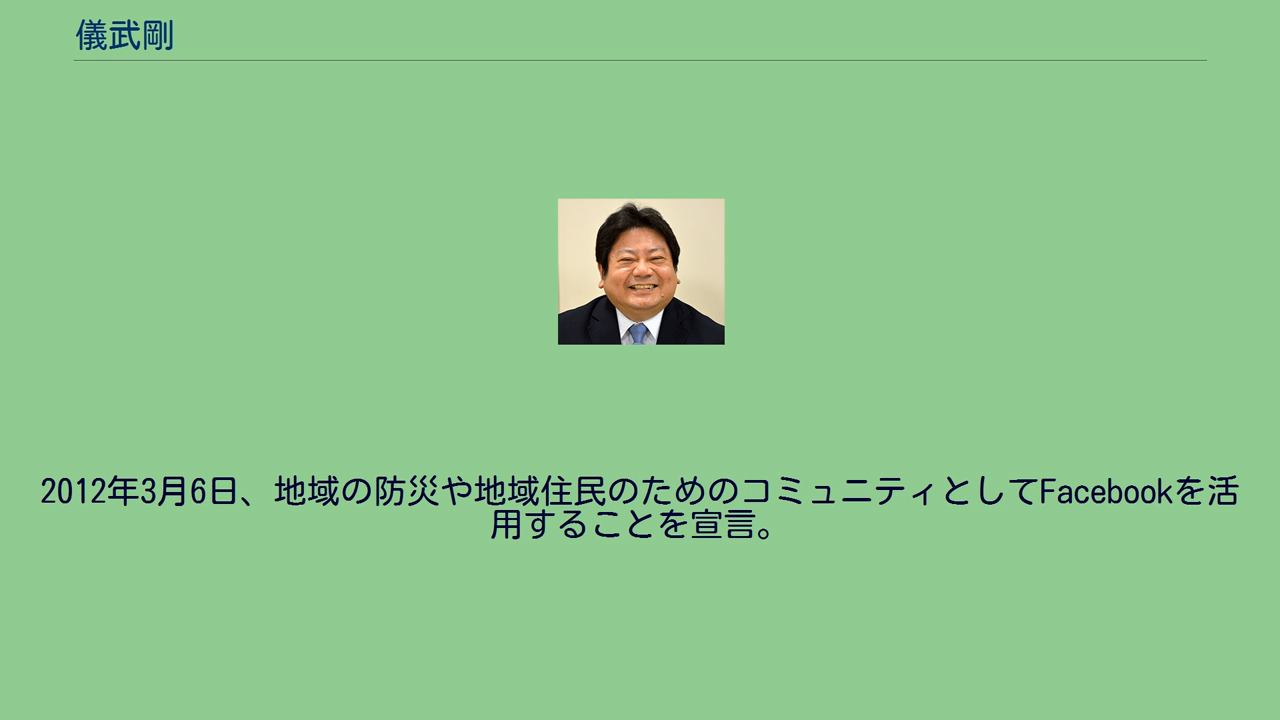 儀武剛
2012年3月6日、地域の防災や地域住民のためのコミュニティとしてFacebookを活
用することを宣言。